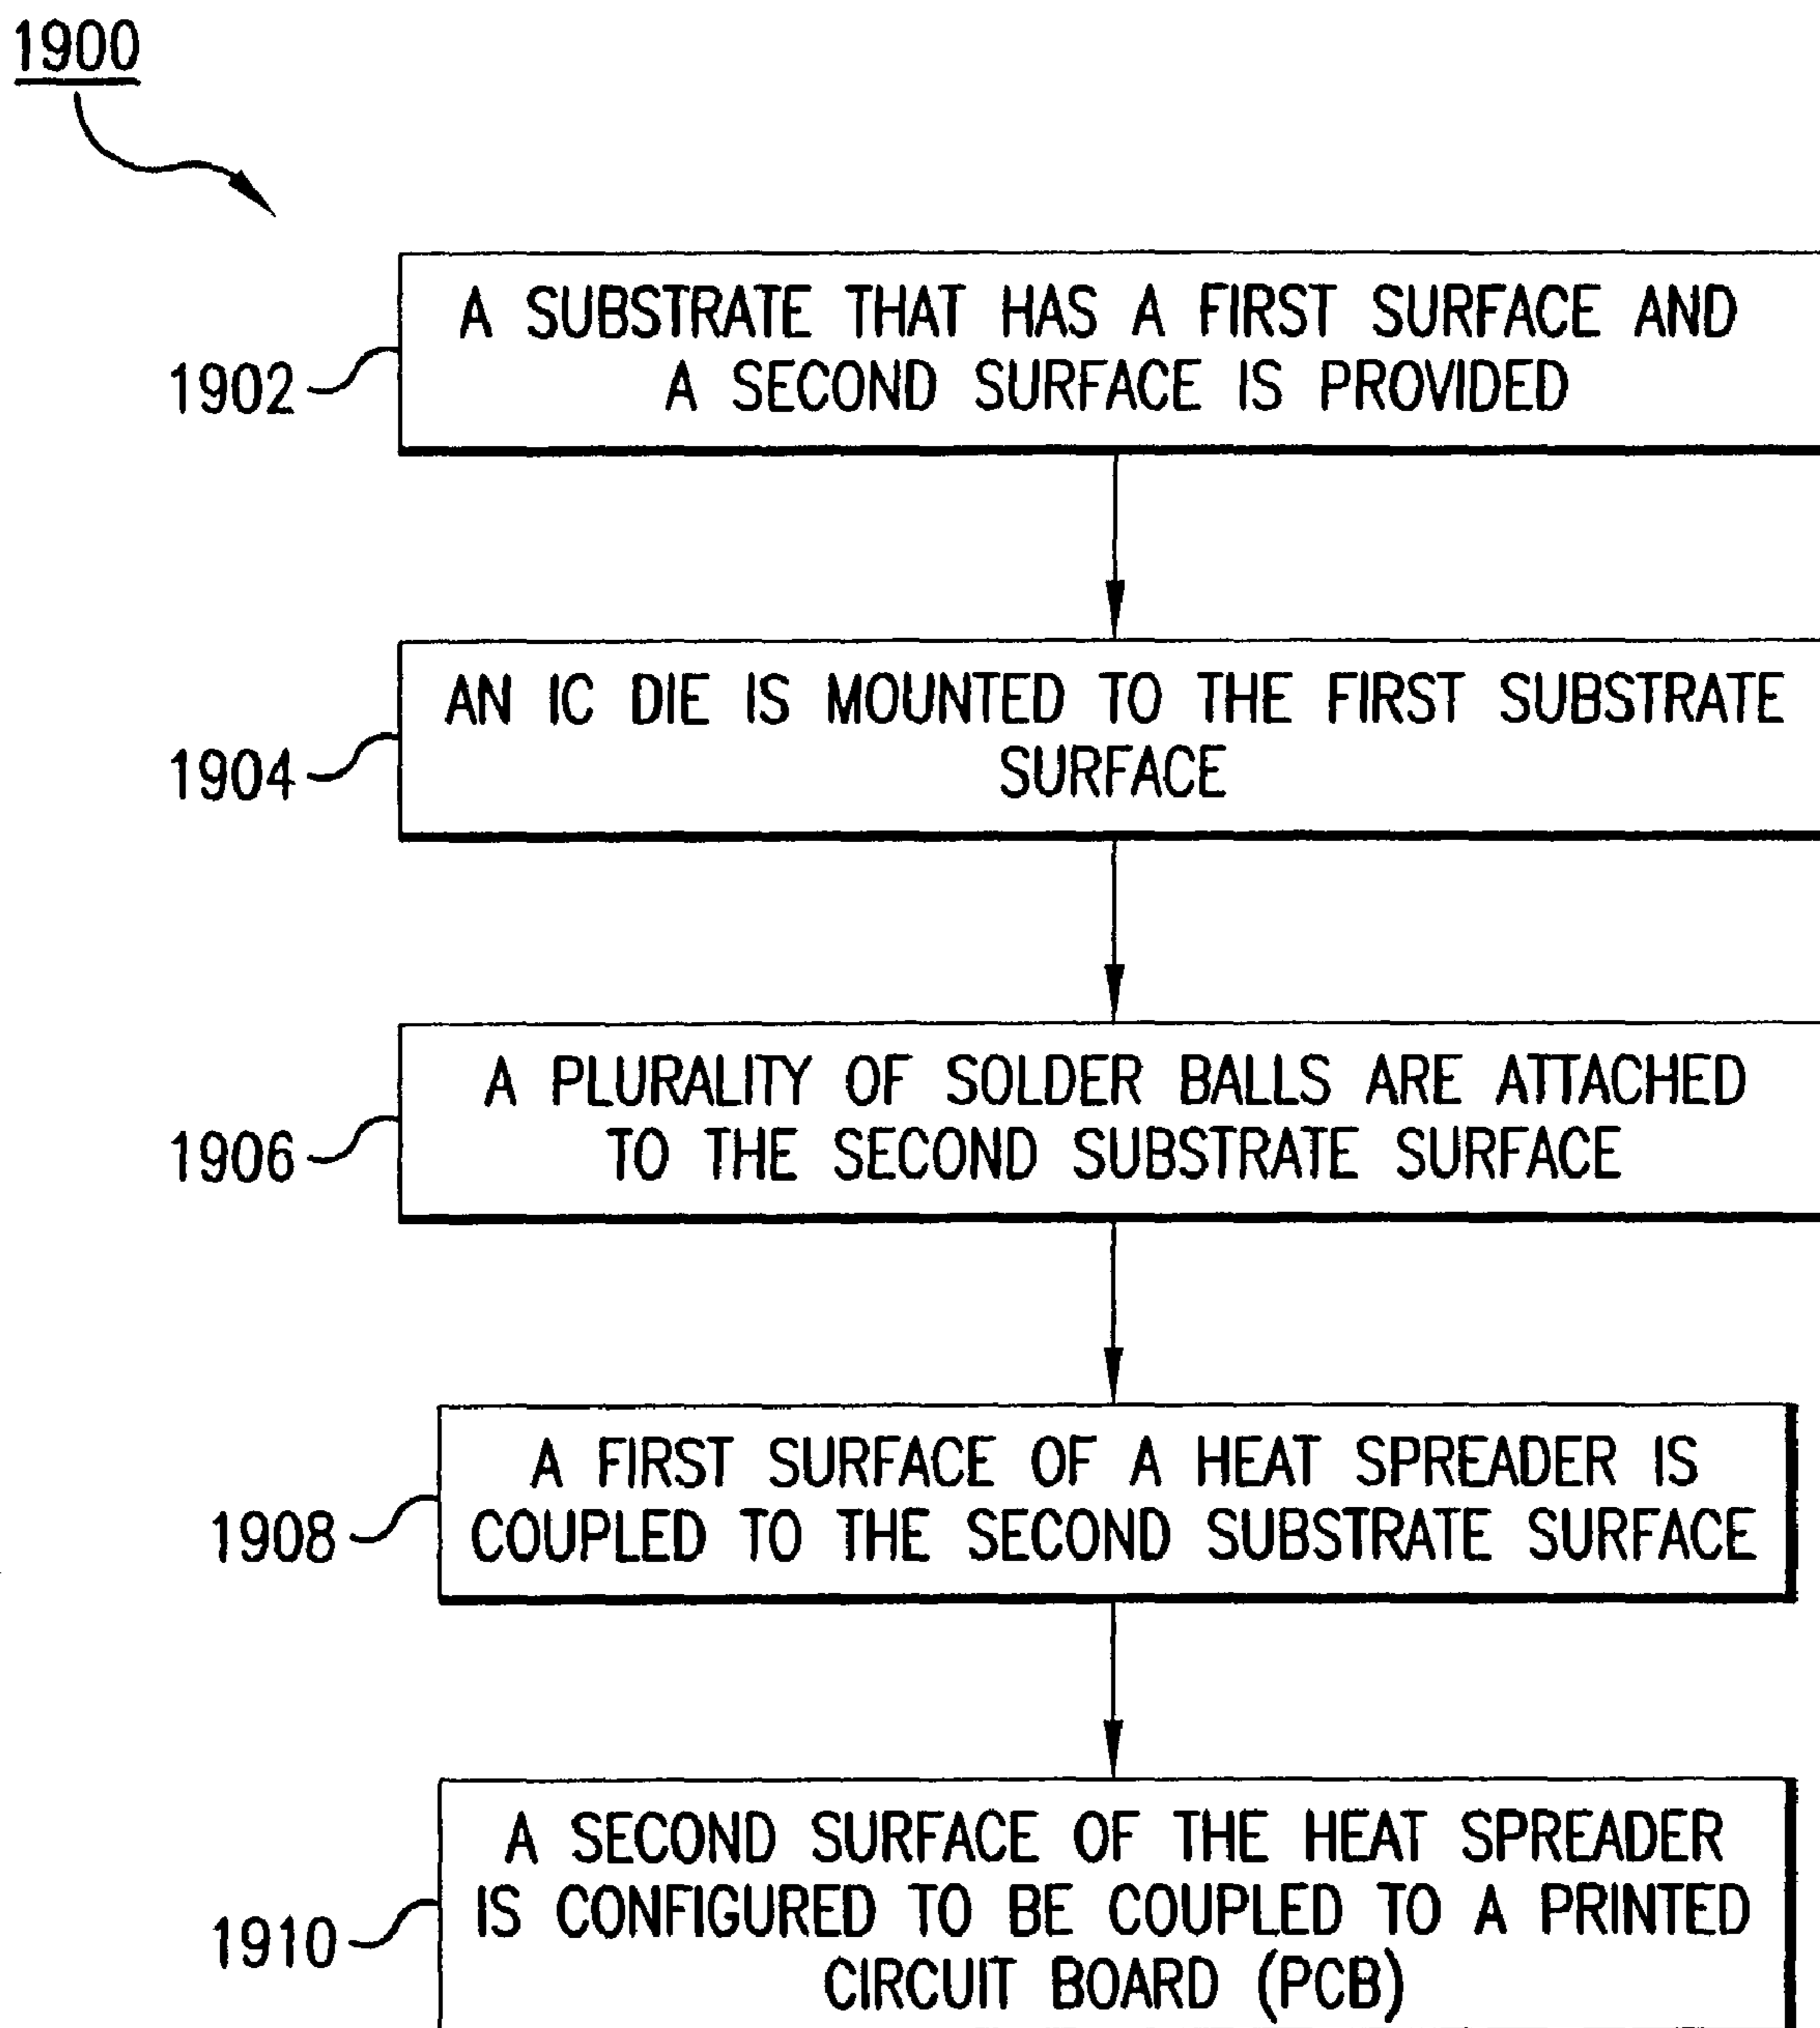 1900
A SUBSTRATE THAT HAS A FIRST SURFACE AND
A SECOND SURFACE IS PROVIDED
1902
AN IC DIE IS MOUNTED TO THE FIRST SUBSTRATE
SURFACE
1904
A PLURALITY OF SOLDER BALLS ARE ATTACHED
TO THE SECOND SUBSTRATE SURFACE
1906
A FIRST SURFACE OF A HEAT SPREADER IS
COUPLED TO THE SECOND SUBSTRATE SURFACE
1908
A SECOND SURFACE OF THE HEAT SPREADER
IS CONFIGURED TO BE COUPLED TO A PRINTED
CIRCUIT BOARD (PCB)
1910